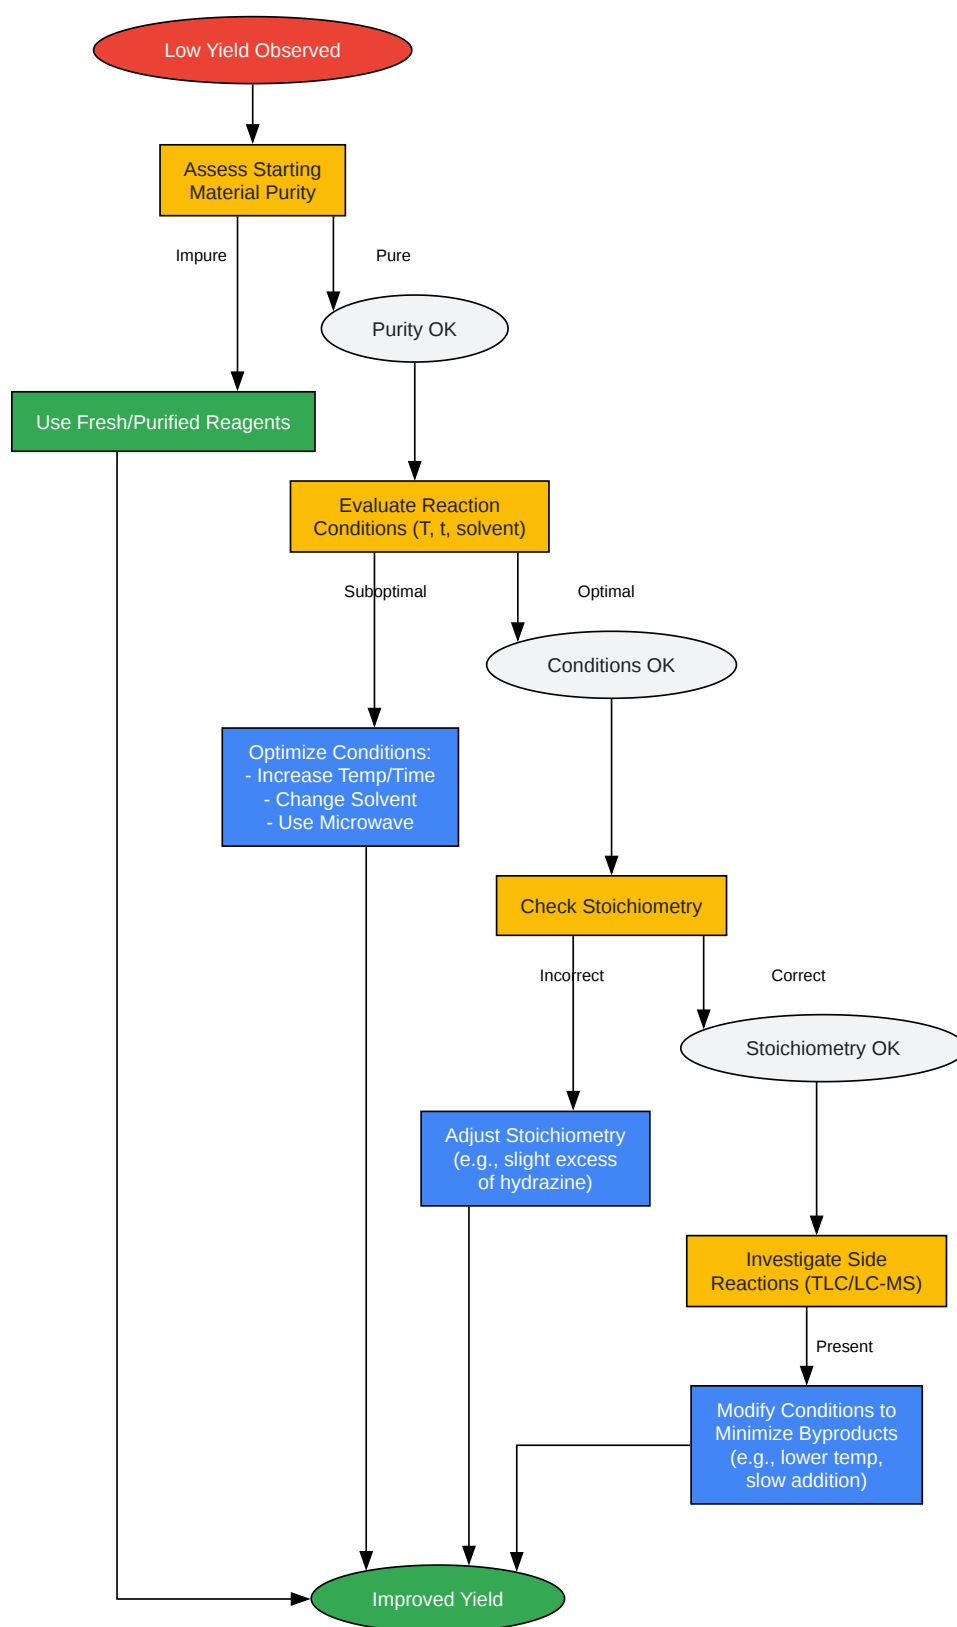 Low Yield Observed
Assess Starting
Material Purity
Impure
Pure
Purity OK
Use Fresh/Purified Reagents
Evaluate Reaction
Conditions (T, t, solvent)
Suboptimal
Optimal
Conditions OK
Optimize Conditions:
- Increase Temp/Time
- Change Solvent
- Use Microwave
Check Stoichiometry
Incorrect
Correct
Stoichiometry OK
Adjust Stoichiometry
(e.g., slight excess
of hydrazine)
Investigate Side
Reactions (TLC/LC-MS)
Present
Modify Conditions to
Minimize Byproducts
(e.g., lower temp,
slow addition)
Improved Yield